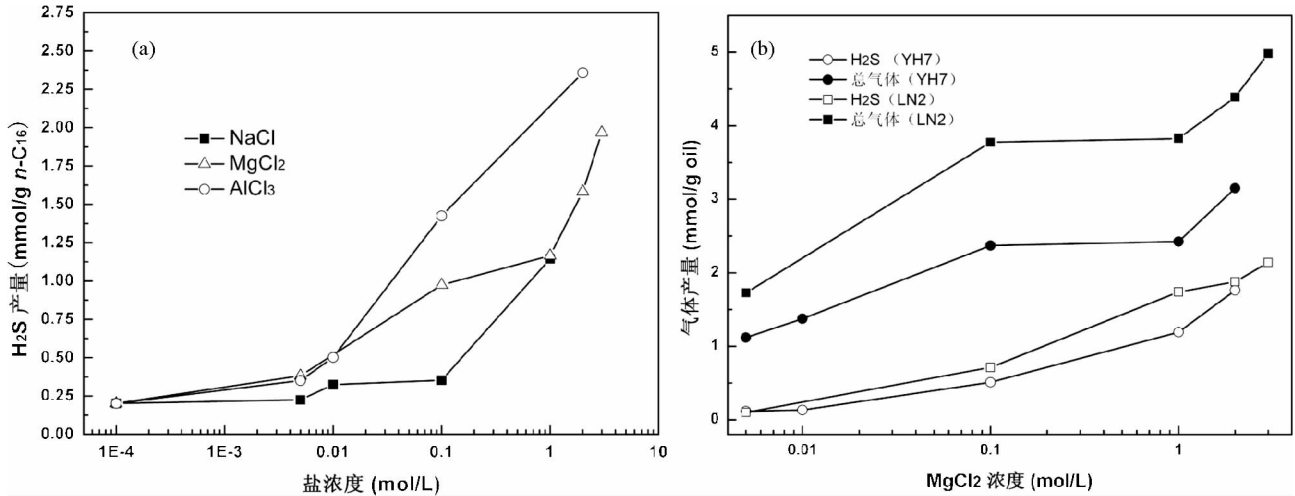 (a)
H2S 产量 (mmol/g n-C16)
2.75
2.50
2.25
2.00
1.75
1.50
1.25
1.00
0.75
0.50
0.25
0.00
NaCl
MgCl2
AlCl3
1E-4
1E-3
0.01
0.1
1
10
盐浓度 (mol/L)
(b)
气体产量 (mmol/g oil)
5
4
3
2
1
0
H2S （YH7）
总气体（YH7）
H2S（LN2）
总气体（LN2）
0.01
0.1
1
MgCl2 浓度 (mol/L)